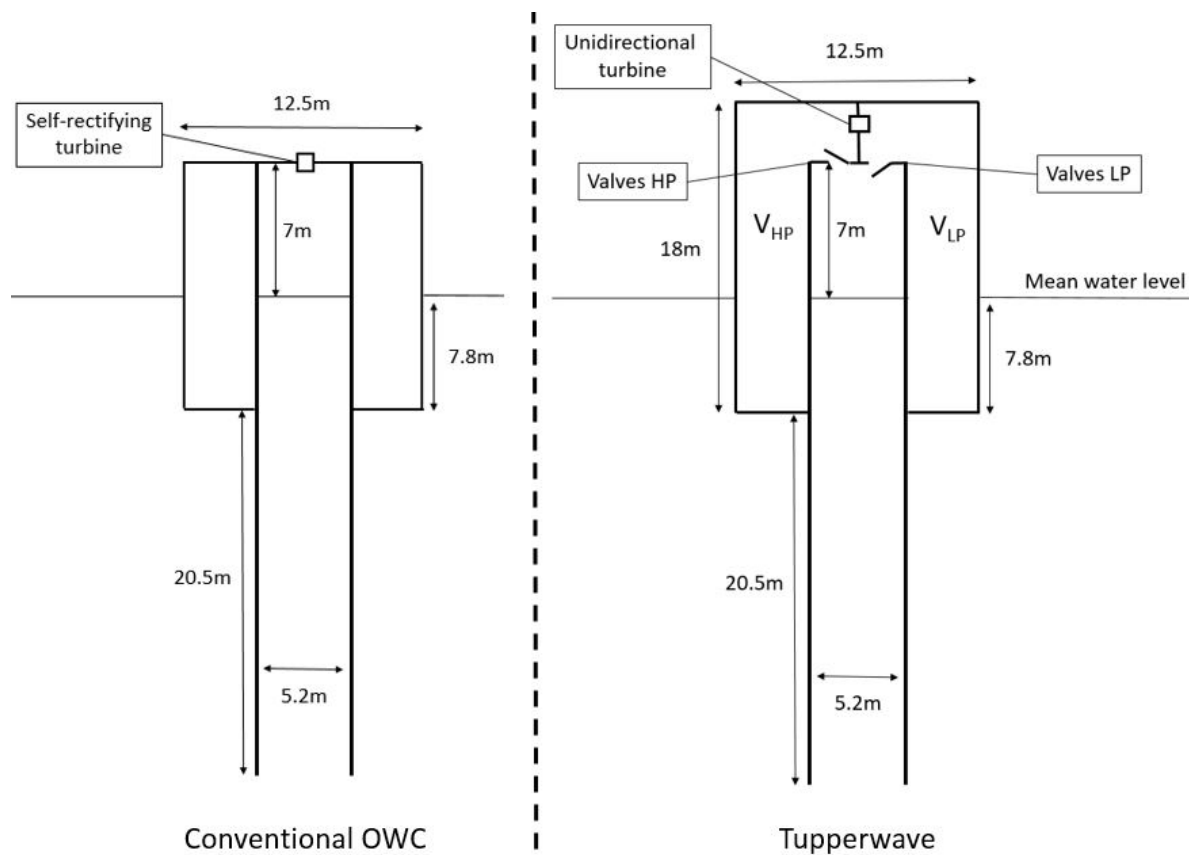 Self-rectifying
turbine
12.5m
7m
7.8m
20.5m
5.2m
Conventional OWC
Unidirectional
turbine
12.5m
Valves HP
Valves LP
V_HP
7m
V_LP
18m
Mean water level
7.8m
20.5m
5.2m
Tupperwave